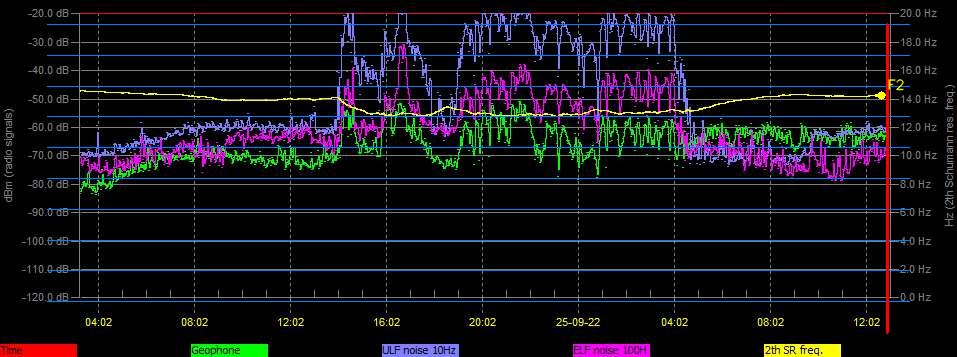 -20.0 dB 20.0 Hz
-30.0 dB 18.0 Hz
-40.0 dB 16.0 Hz
F2
-50.0 dB 14.0 Hz
-60.0 dB 12.0 Hz
-70.0 dB 10.0 Hz
-80.0 dB 8.0 Hz
-90.0 dB 6.0 Hz
-100.0 dB 4.0 Hz
-110.0 dB 2.0 Hz
-120.0 dB 0.0 Hz
dBm (radio signals)
Hz (2th Schumann res. freq.)
04:02 08:02 12:02 16:02 20:02 25-09-22 04:02 08:02 12:02
Time Geophone ULF noise 10Hz ELF noise 100H 2th SR freq.